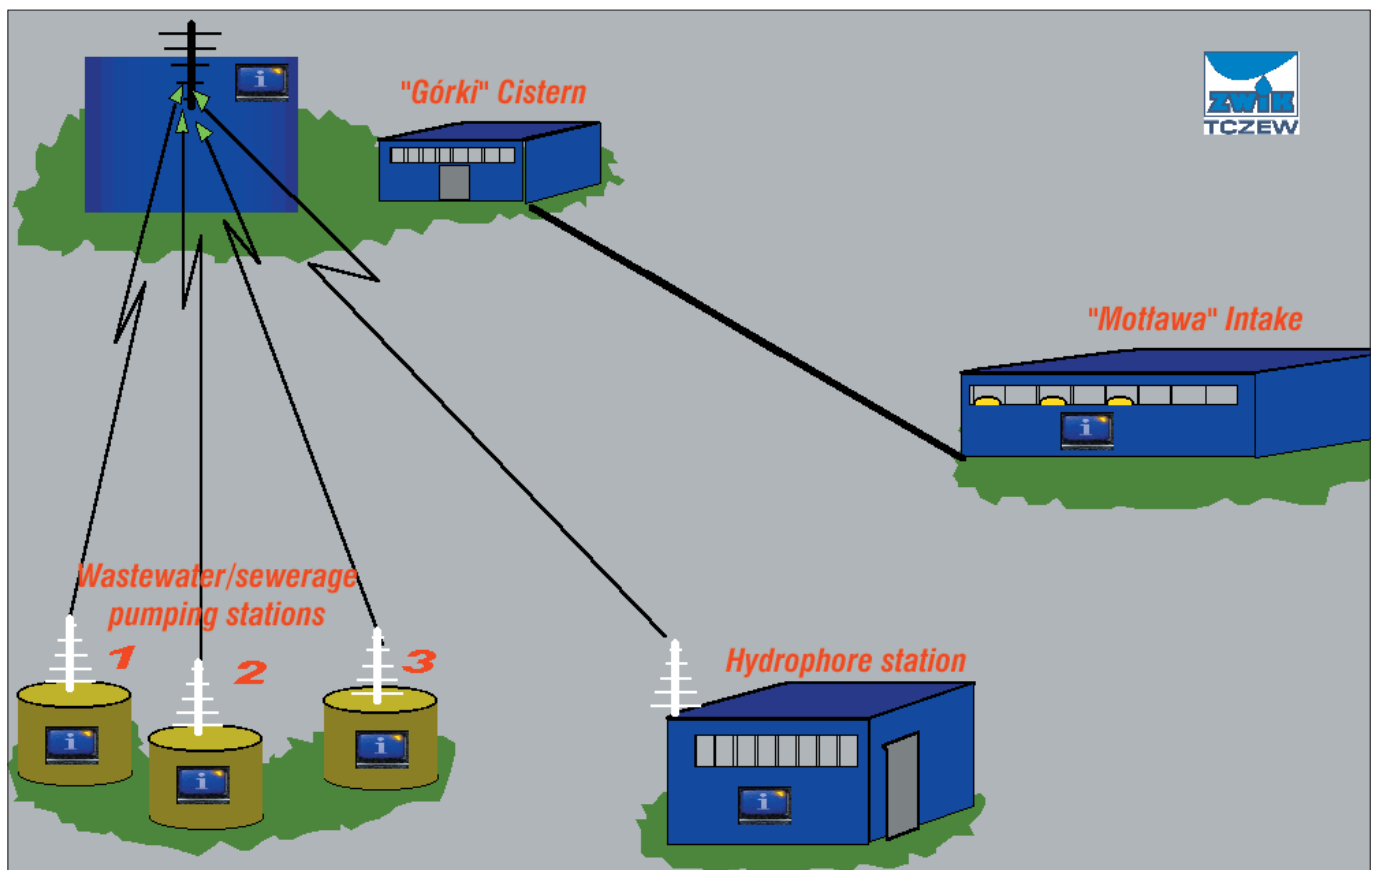 "Górki" Cistern
ZWiK
TCZEW
"Motława" Intake
Wastewater/sewerage
pumping stations
1
2
3
Hydrophore station
i
i
i
i
i
i